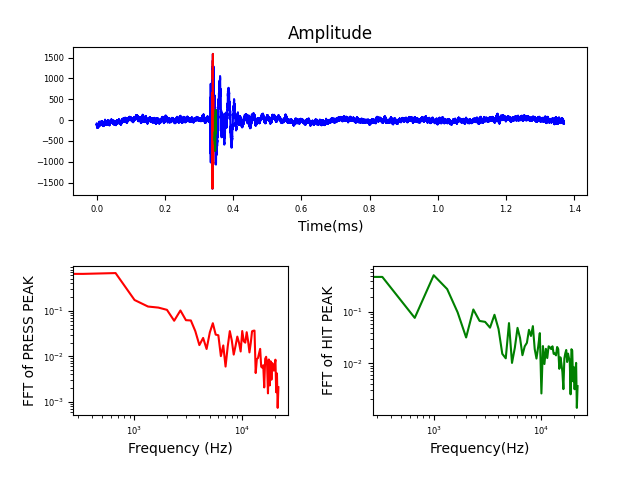 Amplitude
1500
1000
500
0
−500
−1000
−1500
0.0 0.2 0.4 0.6 0.8 1.0 1.2 1.4
Time(ms)
FFT of PRESS PEAK
10⁻¹
10⁻²
10⁻³
10³ 10⁴
Frequency (Hz)
FFT of HIT PEAK
10⁻¹
10⁻²
10³ 10⁴
Frequency(Hz)